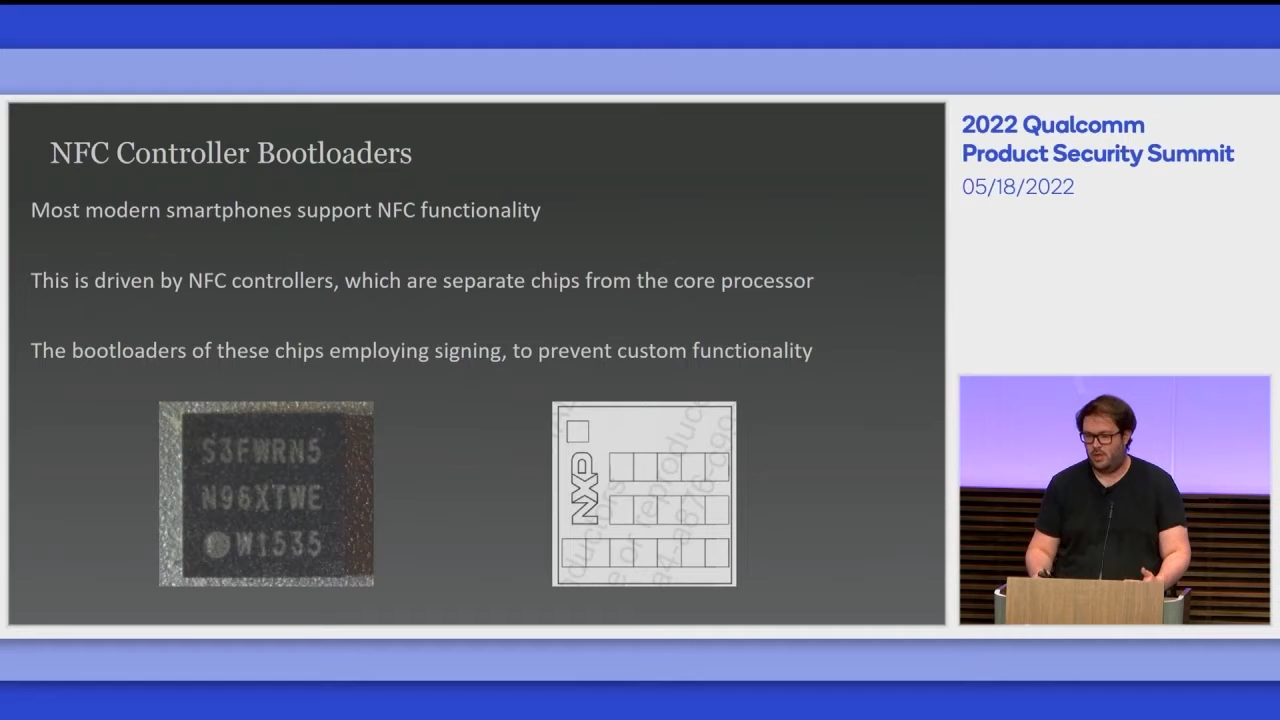 NFC Controller Bootloaders
Most modern smartphones support NFC functionality
This is driven by NFC controllers, which are separate chips from the core processor
The bootloaders of these chips employing signing, to prevent custom functionality
S3FWRN5
N96XTWE
W1535
NXP
2022 Qualcomm
Product Security Summit
05/18/2022